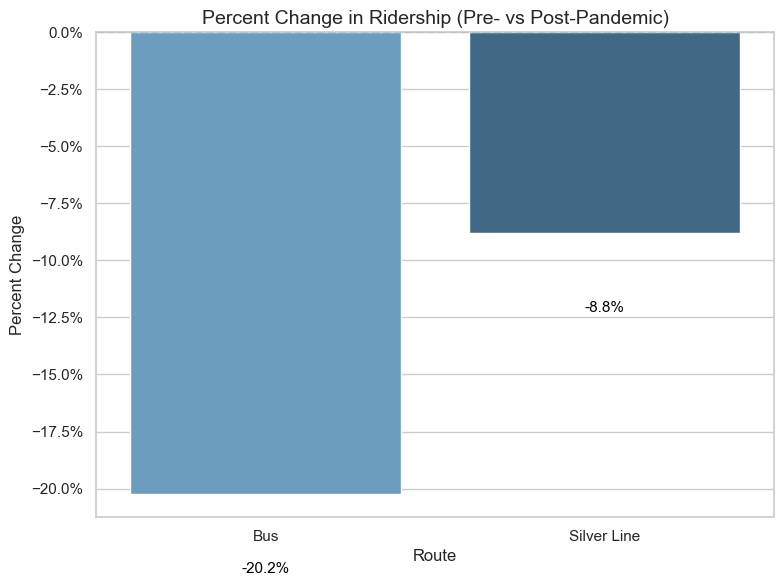 Percent Change in Ridership (Pre- vs Post-Pandemic)
0.0%
−2.5%
−5.0%
−7.5%
−10.0%
−12.5%
−15.0%
−17.5%
−20.0%
Percent Change
-8.8%
Bus
Silver Line
Route
-20.2%